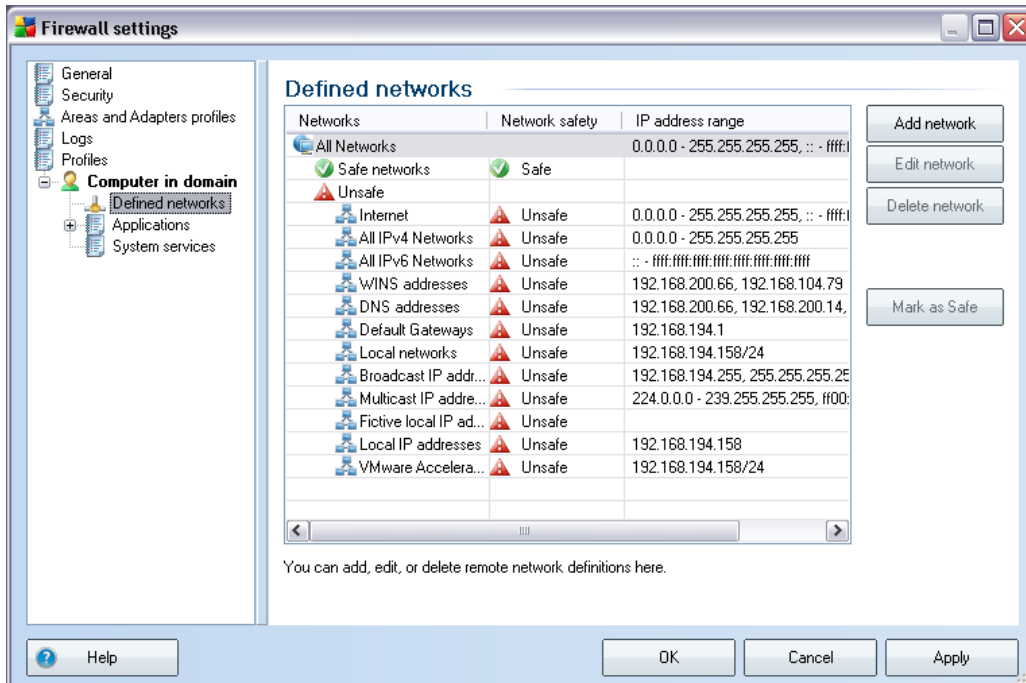 Firewall settings
General
Security
Areas and Adapters profiles
Logs
Profiles
Computer in domain
Defined networks
Applications
System services
Defined networks
Networks Network safety IP address range
All Networks 0.0.0.0 - 255.255.255.255, :: - ffff:
Safe networks Safe
Unsafe
Internet Unsafe 0.0.0.0 - 255.255.255.255, :: - ffff:
All IPv4 Networks Unsafe 0.0.0.0 - 255.255.255.255
All IPv6 Networks Unsafe :: - ffff:ffff:ffff:ffff:ffff:ffff:ffff:ffff
WINS addresses Unsafe 192.168.200.66, 192.168.104.79
DNS addresses Unsafe 192.168.200.66, 192.168.200.14,
Default Gateways Unsafe 192.168.194.1
Local networks Unsafe 192.168.194.158/24
Broadcast IP addr... Unsafe 192.168.194.255, 255.255.255.25
Multicast IP addre... Unsafe 224.0.0.0 - 239.255.255.255, ff00:
Fictive local IP ad... Unsafe
Local IP addresses Unsafe 192.168.194.158
VMware Accelera... Unsafe 192.168.194.158/24
Add network
Edit network
Delete network
Mark as Safe
You can add, edit, or delete remote network definitions here.
Help OK Cancel Apply